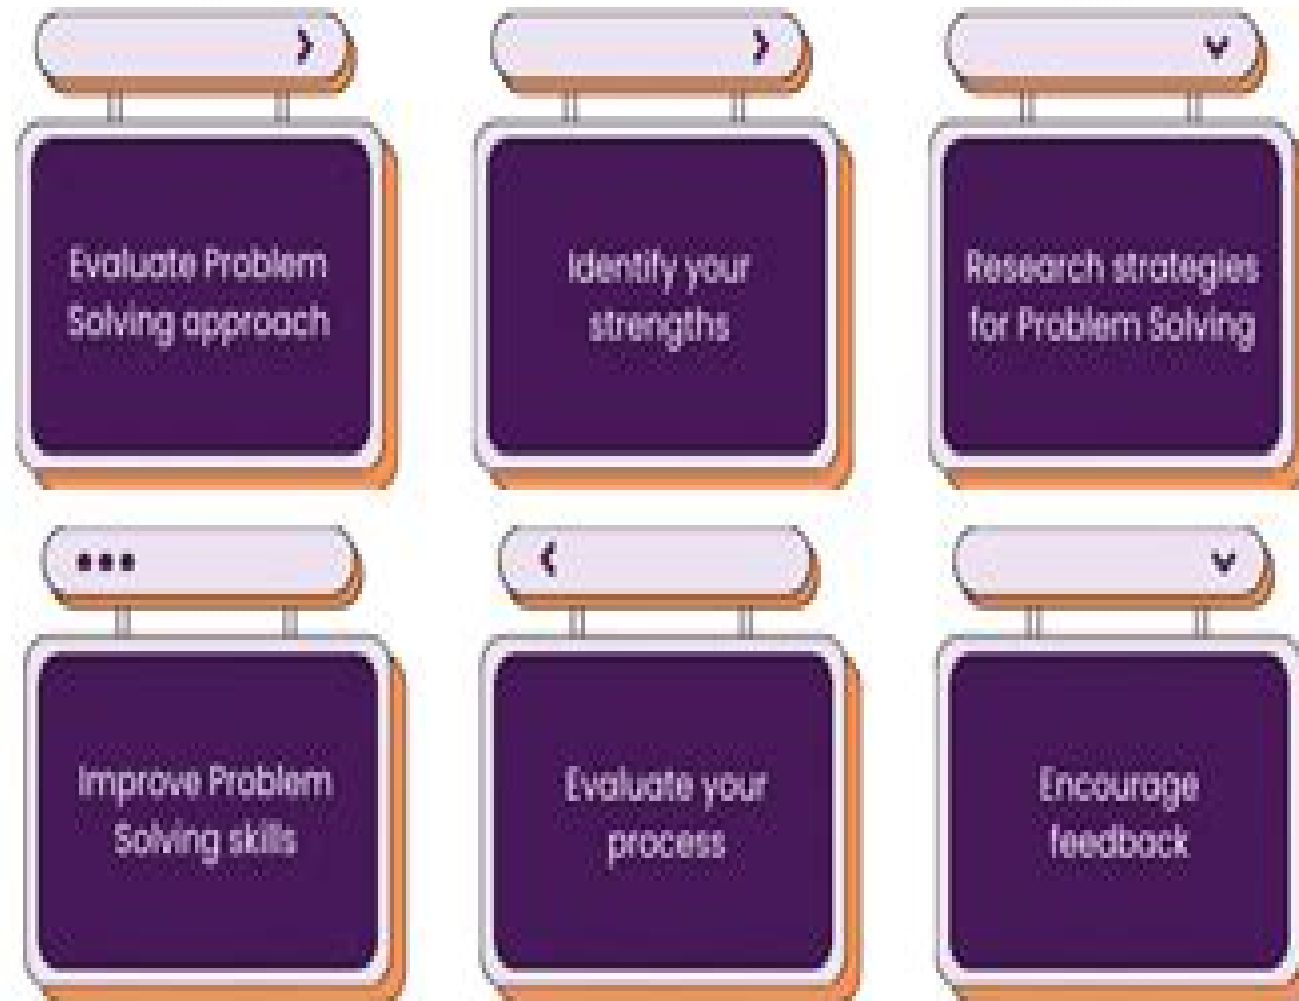 Evaluate Problem
Solving approach
Identify your
strengths
Research strategies
for Problem Solving
Improve Problem
Solving skills
Evaluate your
process
Encourage
feedback